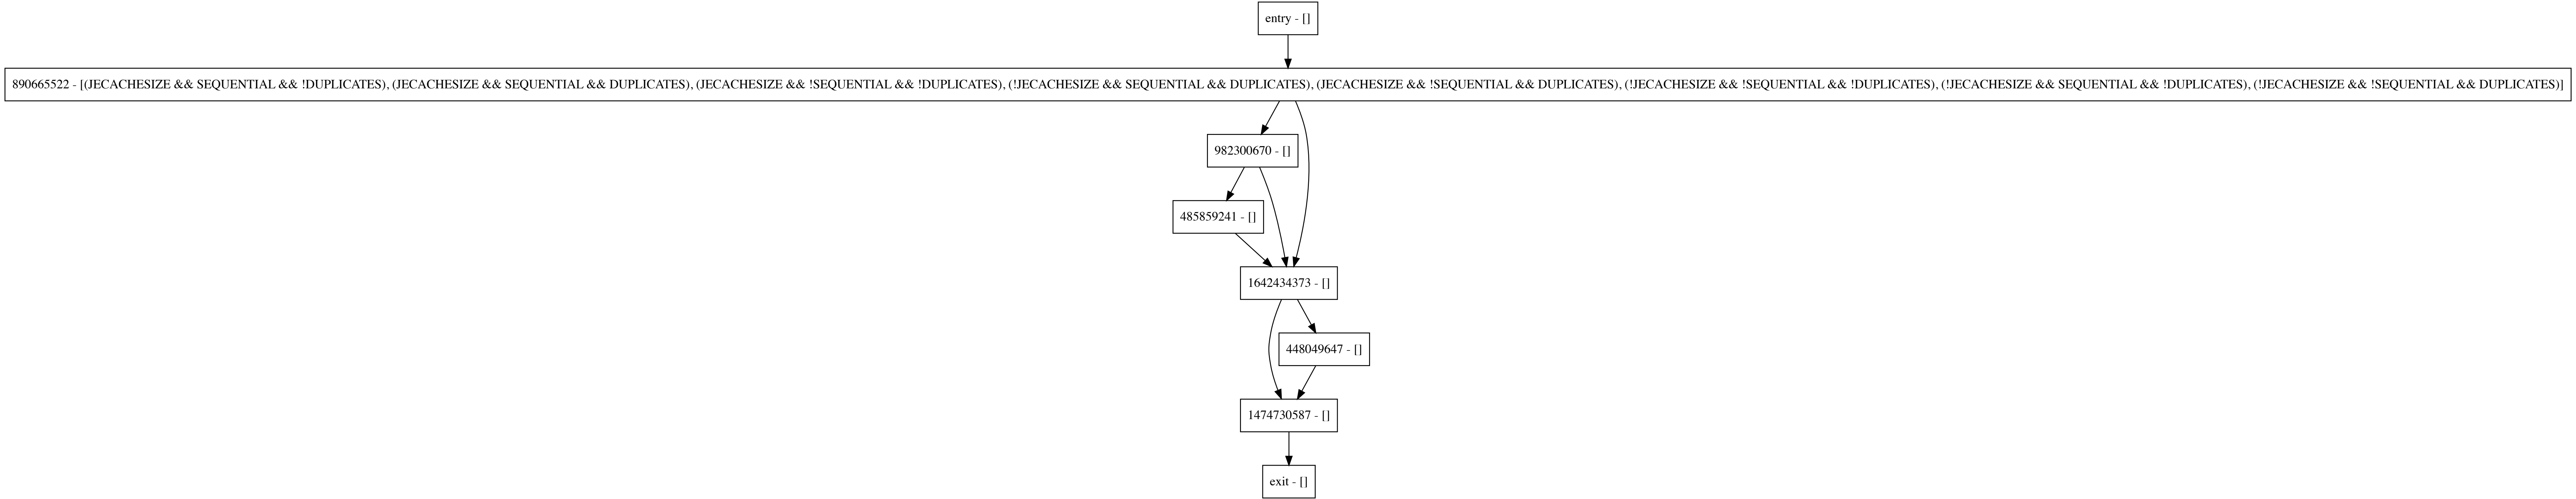 entry - []
890665522 - [(JECACHESIZE && SEQUENTIAL && !DUPLICATES), (JECACHESIZE && SEQUENTIAL && DUPLICATES), (JECACHESIZE && !SEQUENTIAL && !DUPLICATES), (!JECACHESIZE && SEQUENTIAL && DUPLICATES), (JECACHESIZE && !SEQUENTIAL && DUPLICATES), (!JECACHESIZE && !SEQUENTIAL && !DUPLICATES), (!JECACHESIZE && SEQUENTIAL && !DUPLICATES), (!JECACHESIZE && !SEQUENTIAL && DUPLICATES)]
982300670 - []
485859241 - []
1642434373 - []
448049647 - []
1474730587 - []
exit - []